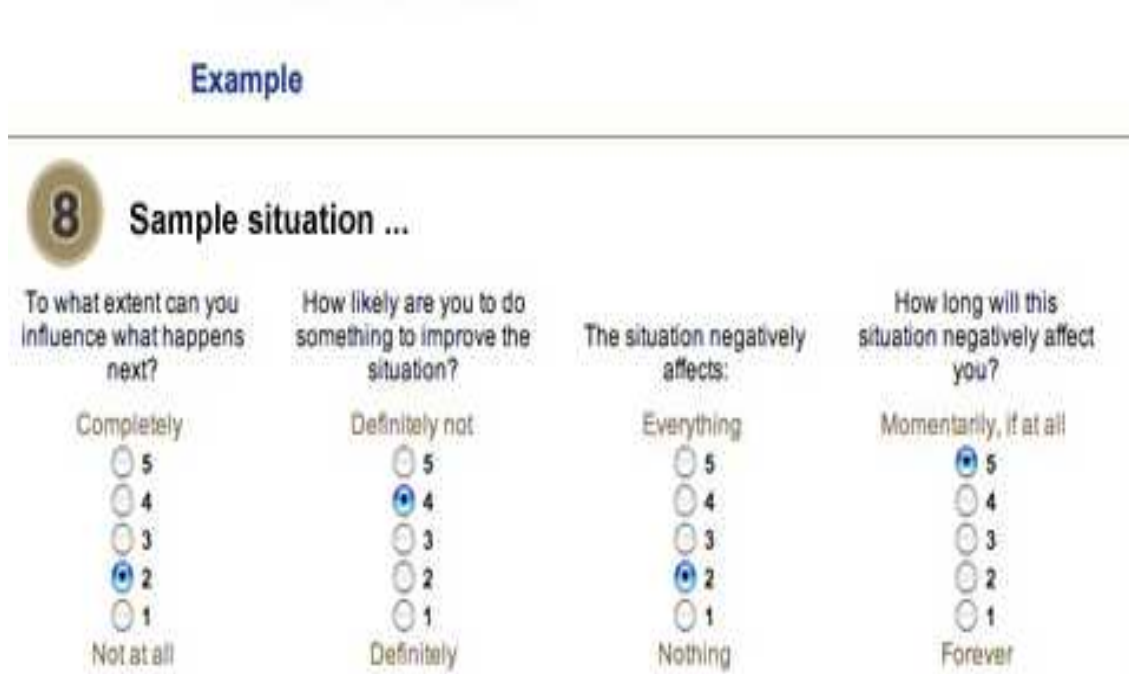 Example
8
Sample situation ...
To what extent can you
influence what happens
next?
Completely
5
4
3
2
1
Not at all
How likely are you to do
something to improve the
situation?
Definitely not
5
4
3
2
1
Definitely
The situation negatively
affects:
Everything
5
4
3
2
1
Nothing
How long will this
situation negatively affect
you?
Momentarily, if at all
5
4
3
2
1
Forever